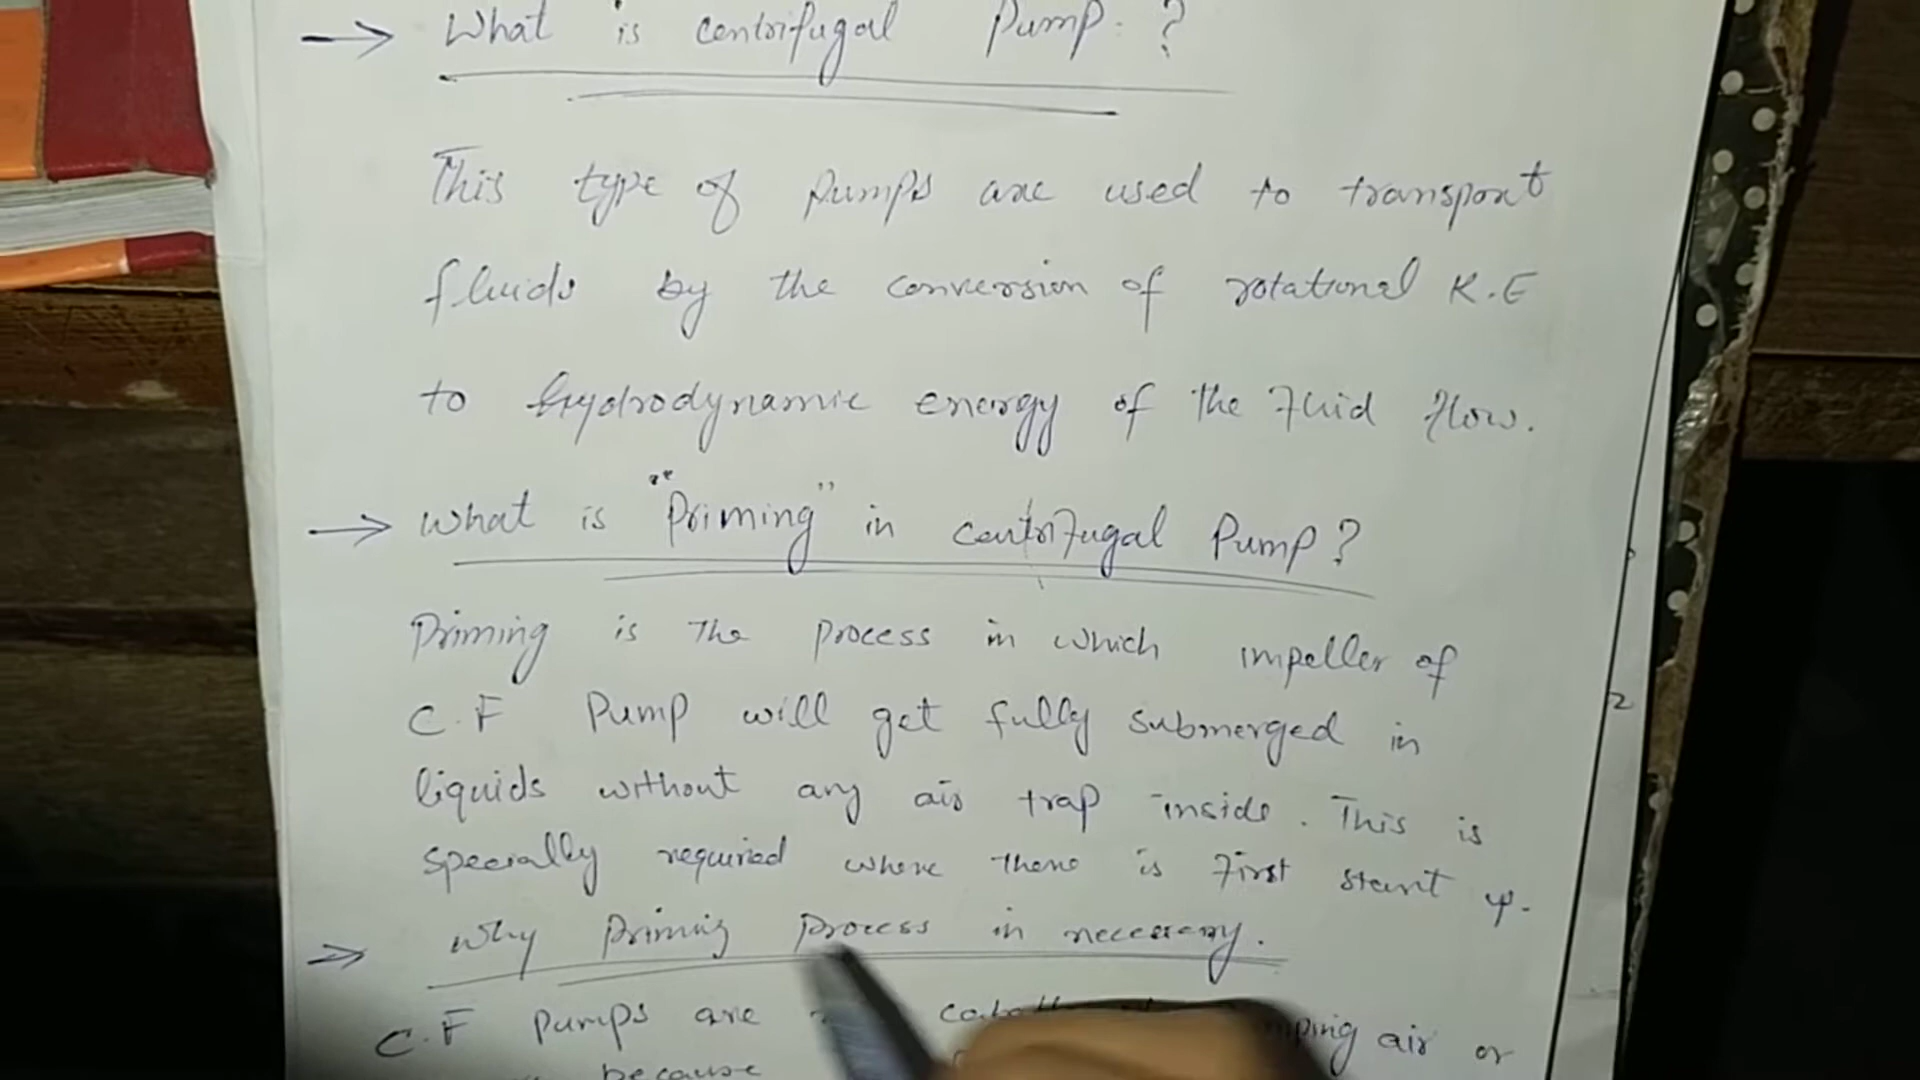 → What is centrifugal Pump. ?
This type of Pumps are used to transport
fluids by the conversion of rotational K.E
to hydrodynamic energy of the fluid flow.
→ What is "Priming" in centrifugal Pump?
Priming is the process in which impeller of
C.F Pump will get fully submerged in
liquids without any air trap inside. This is
specially required where there is first start up.
→ Why Priming process in necessary.
C.F Pumps are air or
because
2